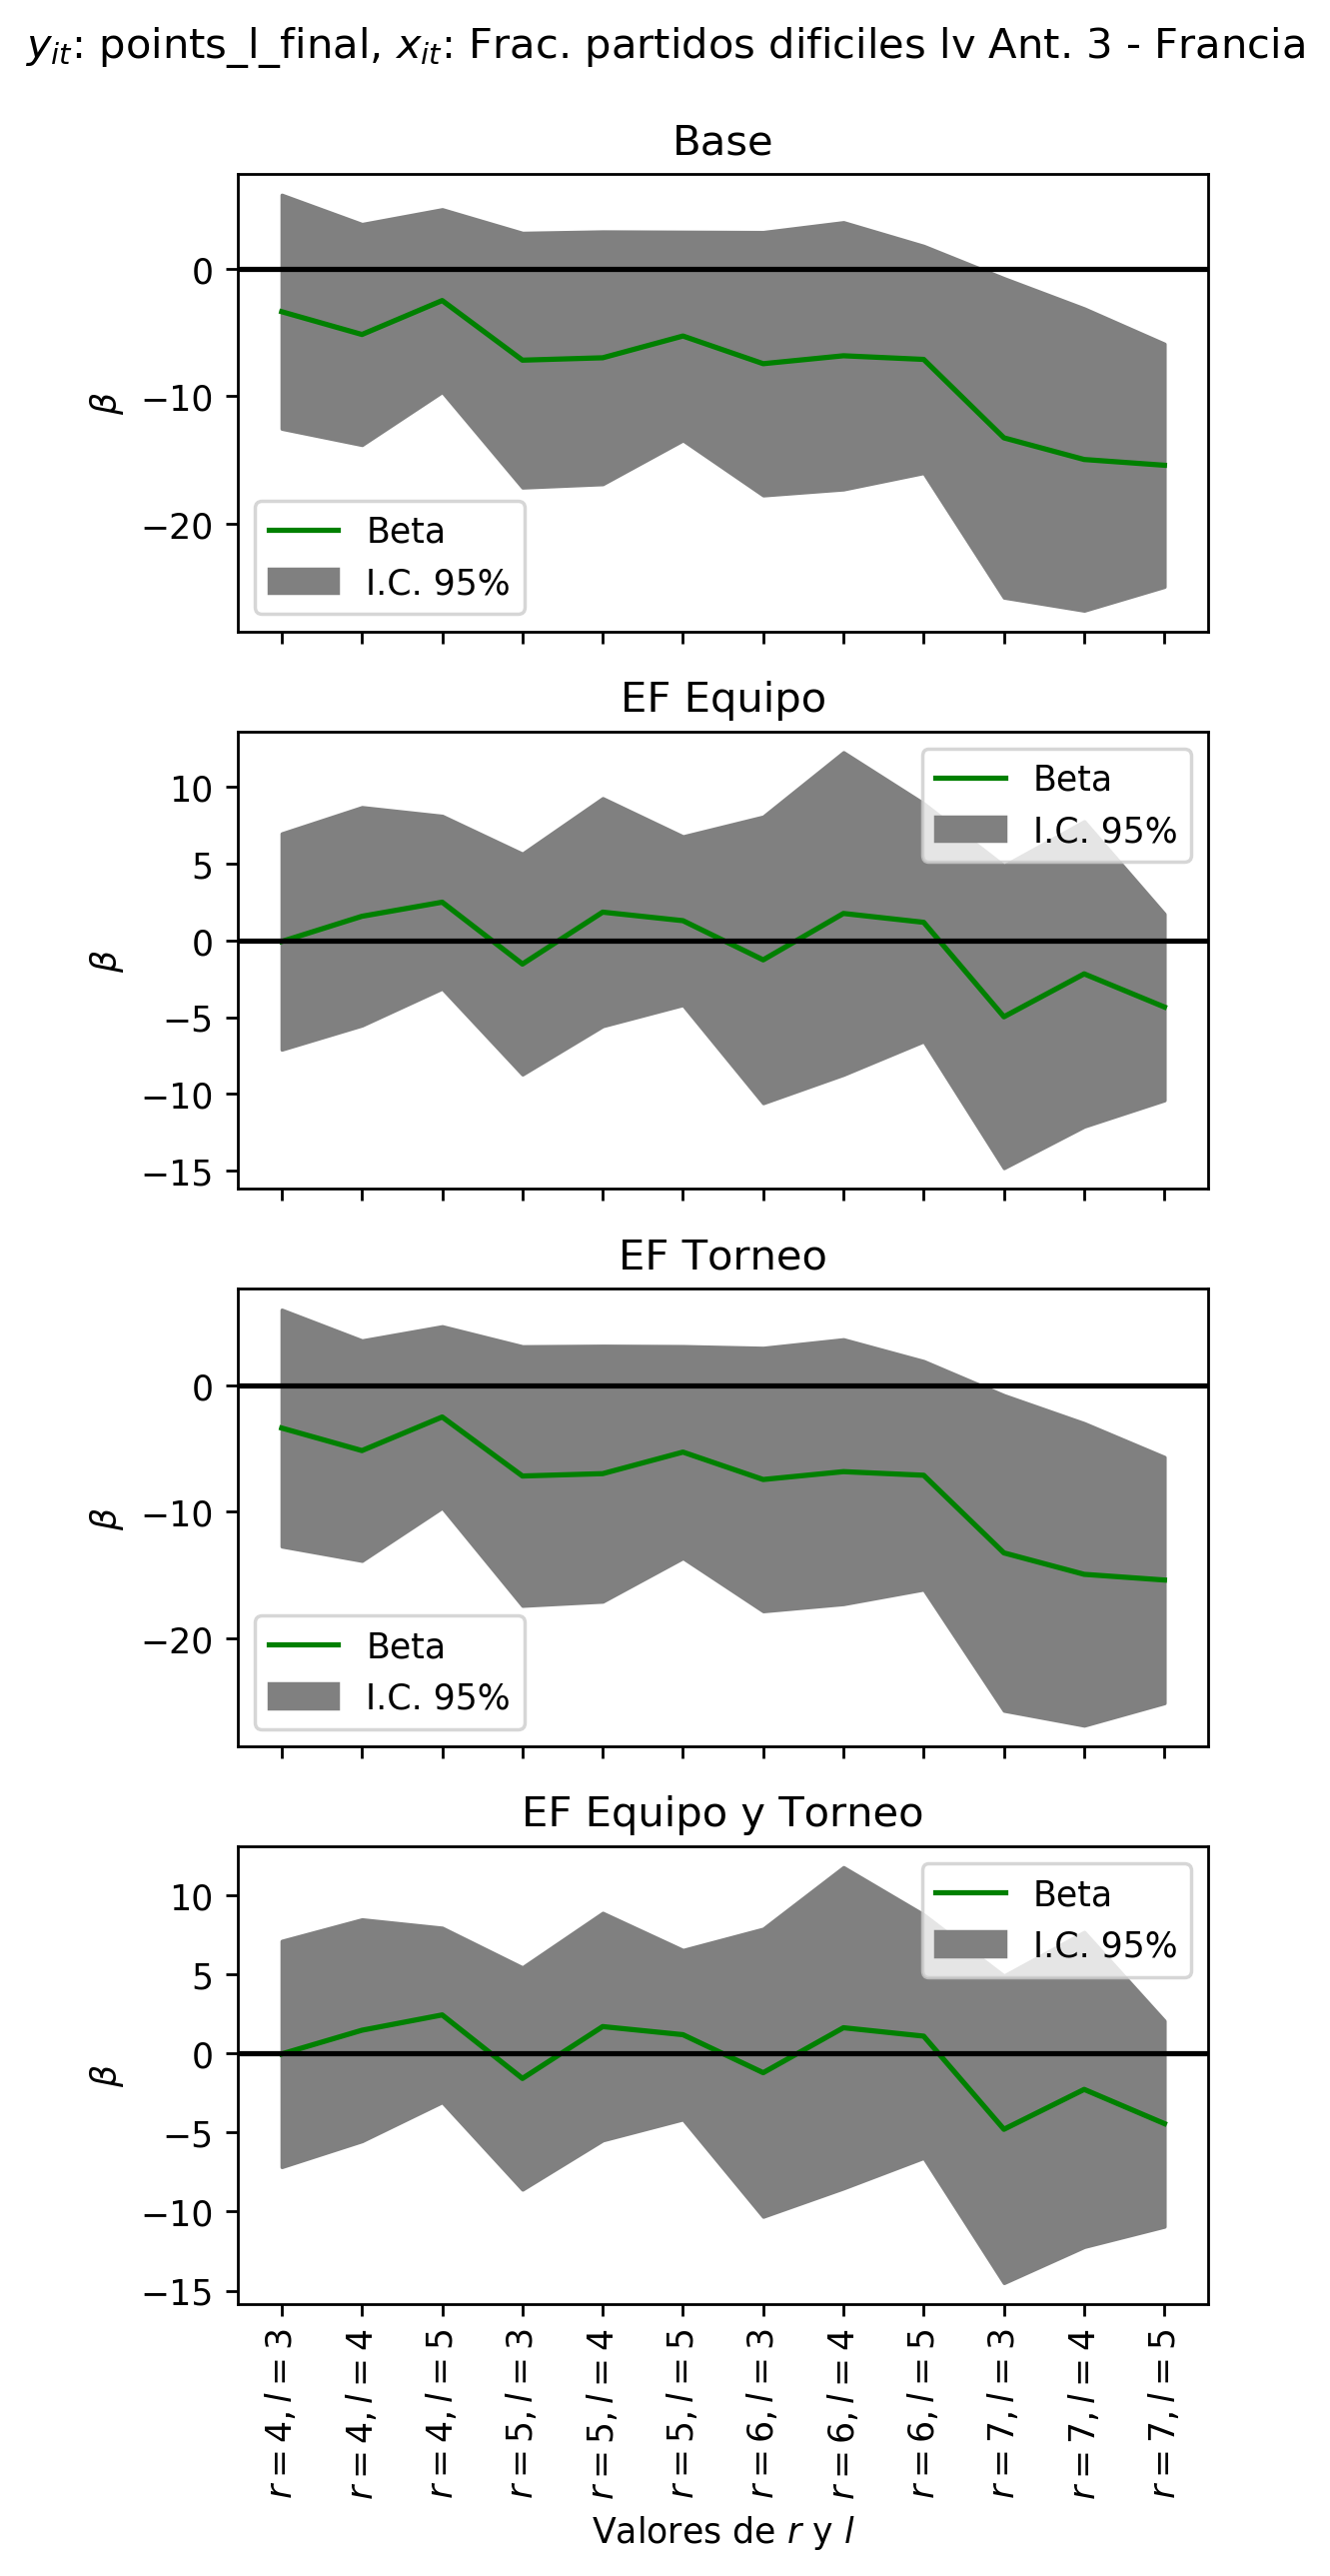 y_it: points_l_final, x_it: Frac. partidos dificiles lv Ant. 3 - Francia
Base
0
−10
−20
β
Beta
I.C. 95%
EF Equipo
10
5
0
−5
−10
−15
β
Beta
I.C. 95%
EF Torneo
0
−10
−20
β
Beta
I.C. 95%
EF Equipo y Torneo
10
5
0
−5
−10
−15
β
Beta
I.C. 95%
r = 4, l = 3
r = 4, l = 4
r = 4, l = 5
r = 5, l = 3
r = 5, l = 4
r = 5, l = 5
r = 6, l = 3
r = 6, l = 4
r = 6, l = 5
r = 7, l = 3
r = 7, l = 4
r = 7, l = 5
Valores de r y l